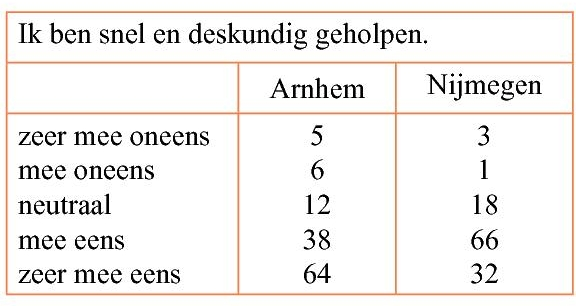 Ik ben snel en deskundig geholpen.
Arnhem Nijmegen
zeer mee oneens 5 3
mee oneens 6 1
neutraal 12 18
mee eens 38 66
zeer mee eens 64 32